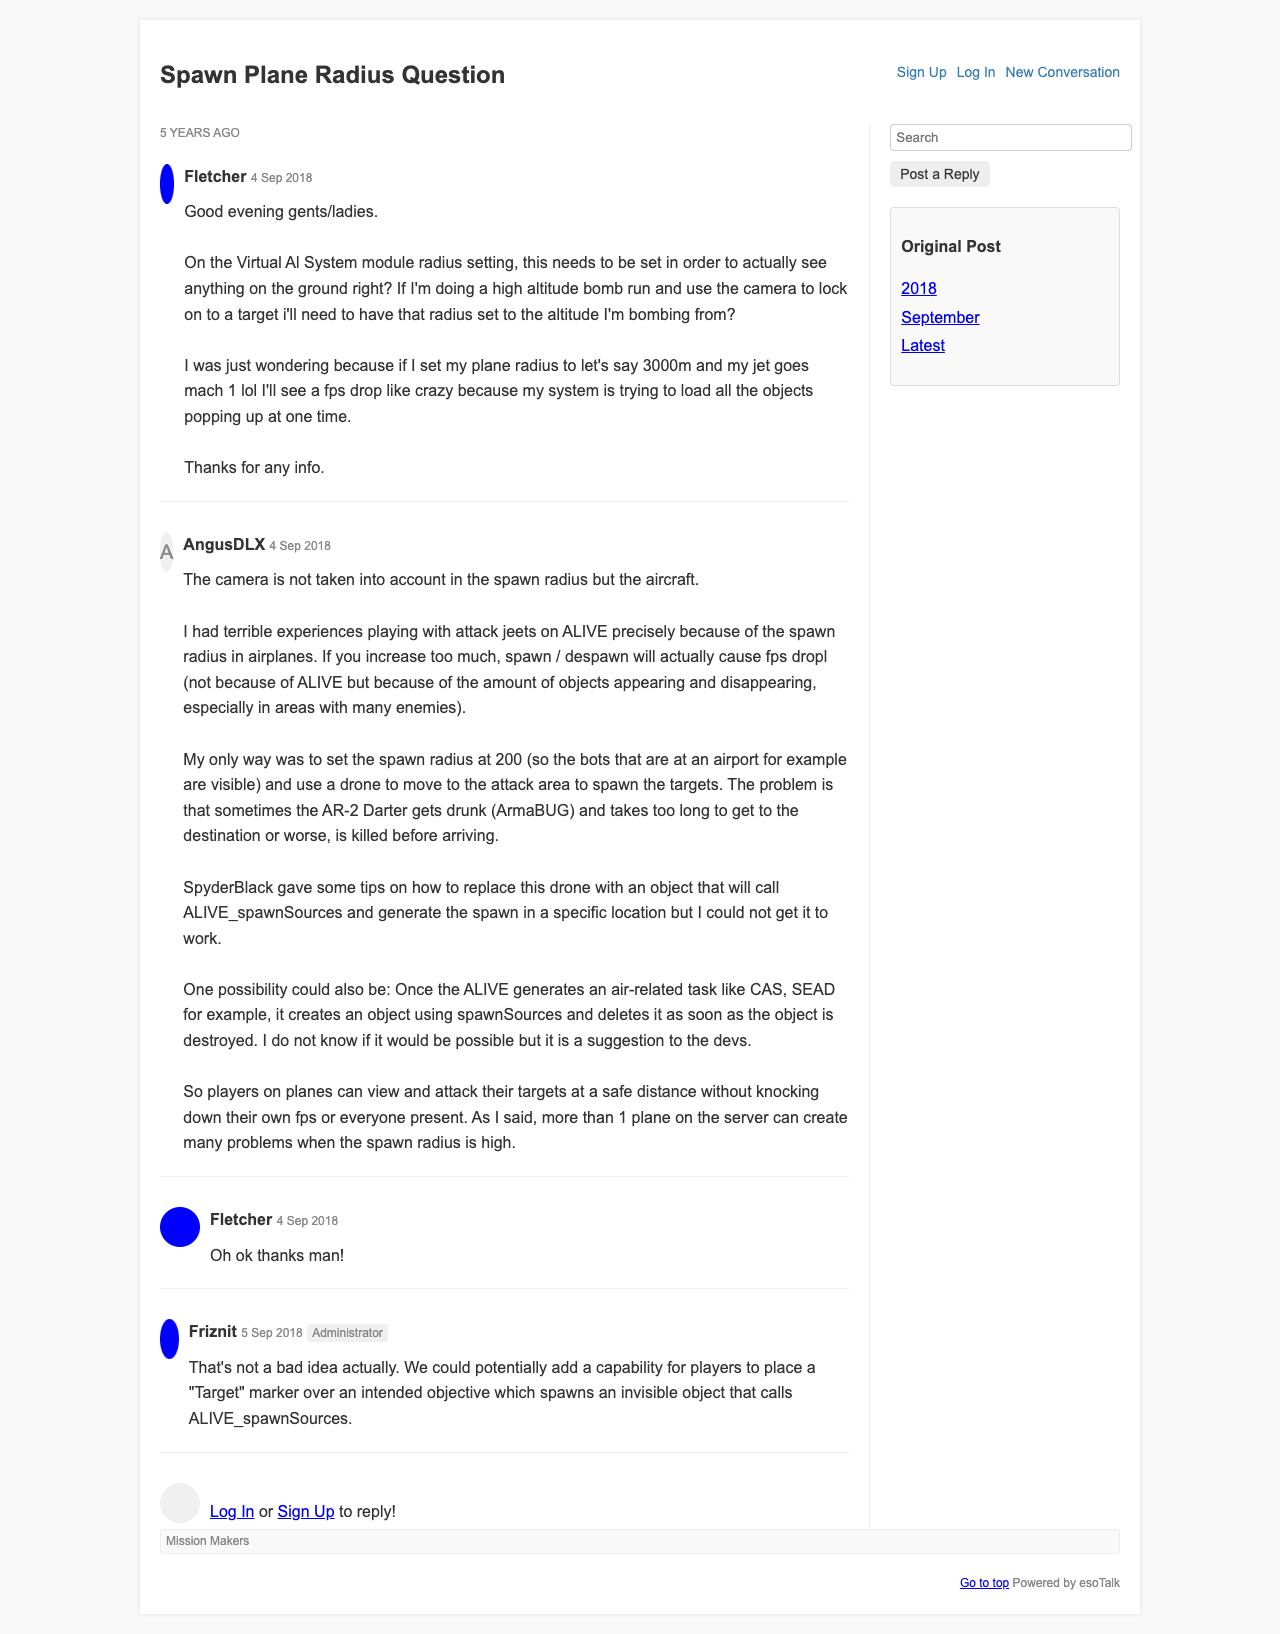 Spawn Plane Radius Question
Sign Up Log In New Conversation
5 YEARS AGO
Fletcher 4 Sep 2018
Good evening gents/ladies.
On the Virtual AI System module radius setting, this needs to be set in order to actually see
anything on the ground right? If I'm doing a high altitude bomb run and use the camera to lock
on to a target i'll need to have that radius set to the altitude I'm bombing from?
I was just wondering because if I set my plane radius to let's say 3000m and my jet goes
mach 1 lol I'll see a fps drop like crazy because my system is trying to load all the objects
popping up at one time.
Thanks for any info.
A
AngusDLX 4 Sep 2018
The camera is not taken into account in the spawn radius but the aircraft.
I had terrible experiences playing with attack jeets on ALIVE precisely because of the spawn
radius in airplanes. If you increase too much, spawn / despawn will actually cause fps dropl
(not because of ALIVE but because of the amount of objects appearing and disappearing,
especially in areas with many enemies).
My only way was to set the spawn radius at 200 (so the bots that are at an airport for example
are visible) and use a drone to move to the attack area to spawn the targets. The problem is
that sometimes the AR-2 Darter gets drunk (ArmaBUG) and takes too long to get to the
destination or worse, is killed before arriving.
SpyderBlack gave some tips on how to replace this drone with an object that will call
ALIVE_spawnSources and generate the spawn in a specific location but I could not get it to
work.
One possibility could also be: Once the ALIVE generates an air-related task like CAS, SEAD
for example, it creates an object using spawnSources and deletes it as soon as the object is
destroyed. I do not know if it would be possible but it is a suggestion to the devs.
So players on planes can view and attack their targets at a safe distance without knocking
down their own fps or everyone present. As I said, more than 1 plane on the server can create
many problems when the spawn radius is high.
Fletcher 4 Sep 2018
Oh ok thanks man!
Friznit 5 Sep 2018 Administrator
That's not a bad idea actually. We could potentially add a capability for players to place a
"Target" marker over an intended objective which spawns an invisible object that calls
ALIVE_spawnSources.
Log In or Sign Up to reply!
Search
Post a Reply
Original Post
2018
September
Latest
Mission Makers
Go to top Powered by esoTalk